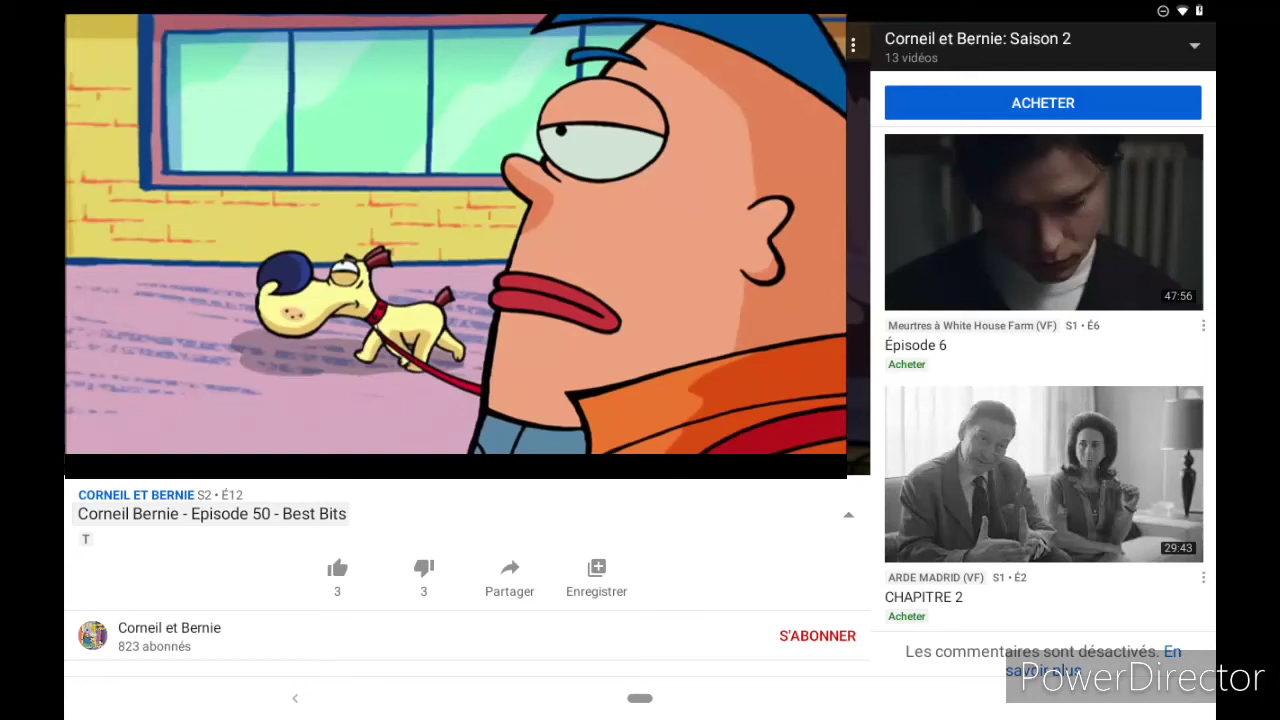 Corneil et Bernie: Saison 2
13 vidéos
ACHETER
47:56
Meurtres à White House Farm (VF) S1 • É6
Épisode 6
Acheter
29:43
ARDE MADRID (VF) S1 • É2
CHAPITRE 2
Acheter
Les commentaires sont désactivés. En
savoir plus
CORNEIL ET BERNIE S2 • É12
Corneil Bernie - Episode 50 - Best Bits
T
3
3
Partager
Enregistrer
Corneil et Bernie
823 abonnés
S'ABONNER
PowerDirector